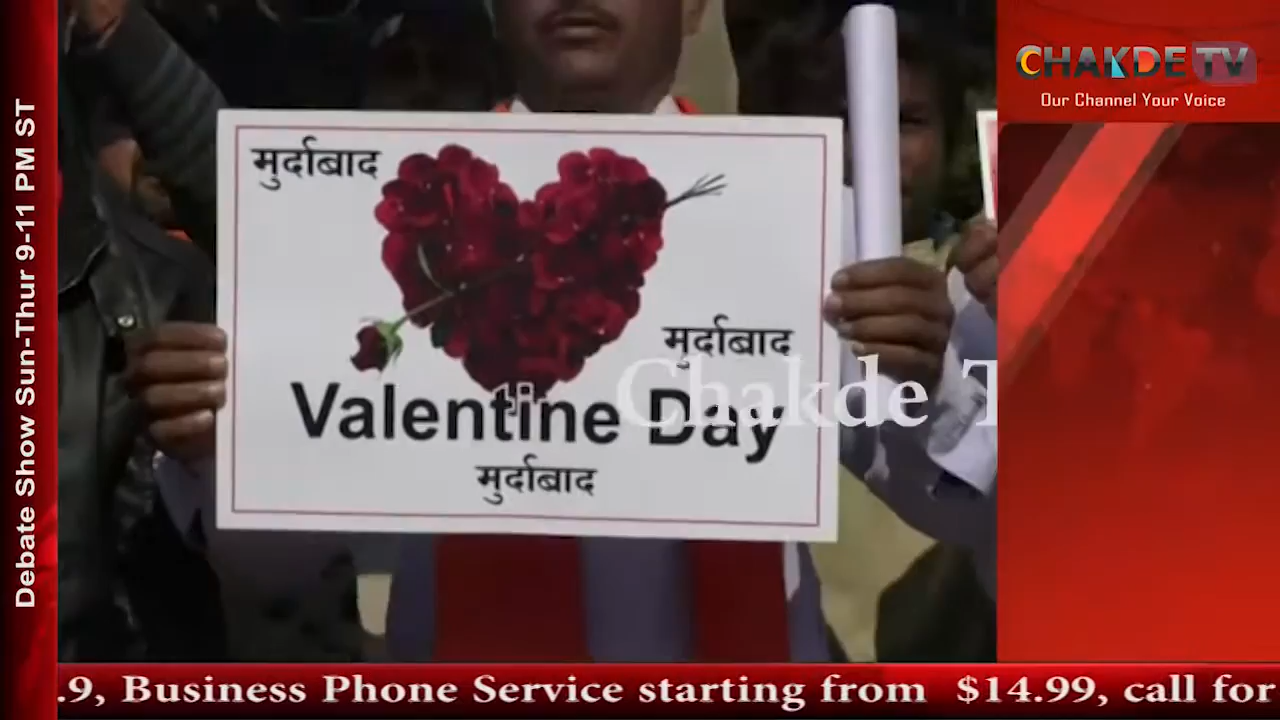 Debate Show Sun-Thur 9-11 PM ST
CHAKDE TV
Our Channel Your Voice
मुर्दाबाद
मुर्दाबाद
Valentine Day
मुर्दाबाद
Chakde T
.9, Business Phone Service starting from $14.99, call for